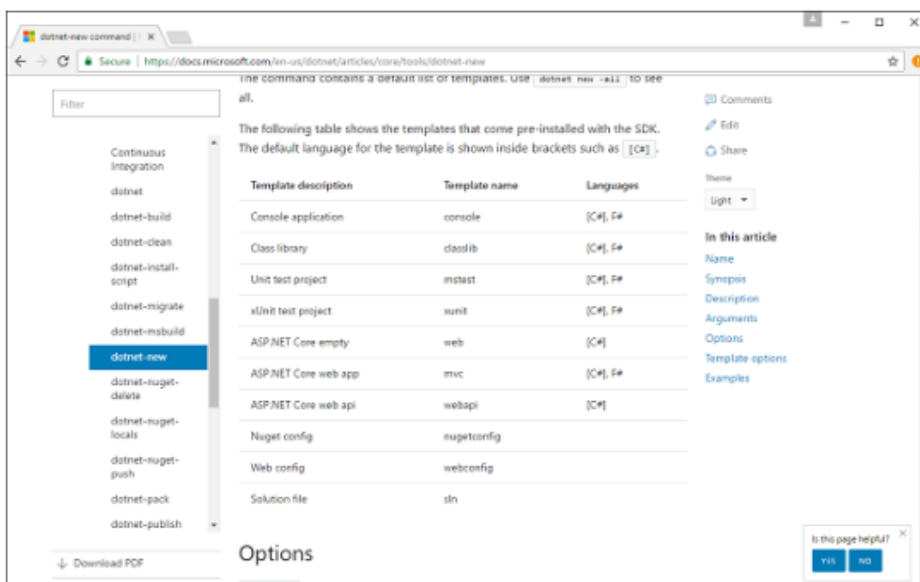 dotnet-new command |
Secure | https://docs.microsoft.com/en-us/dotnet/articles/core/tools/dotnet-new
Filter
Continuous
Integration
dotnet
dotnet-build
dotnet-clean
dotnet-install-
script
dotnet-migrate
dotnet-msbuild
dotnet-new
dotnet-nuget-
delete
dotnet-nuget-
locals
dotnet-nuget-
push
dotnet-pack
dotnet-publish
Download PDF
The command contains a default list of templates. Use dotnet new -all to see
all.
The following table shows the templates that come pre-installed with the SDK.
The default language for the template is shown inside brackets such as [C#] .
Template description Template name Languages
Console application console [C#], F#
Class library classlib [C#], F#
Unit test project mstest [C#], F#
xUnit test project xunit [C#], F#
ASP.NET Core empty web [C#]
ASP.NET Core web app mvc [C#], F#
ASP.NET Core web api webapi [C#]
Nuget config nugetconfig
Web config webconfig
Solution file sln
Options
Comments
Edit
Share
Theme
Light
In this article
Name
Synopsis
Description
Arguments
Options
Template options
Examples
Is this page helpful?
YES NO